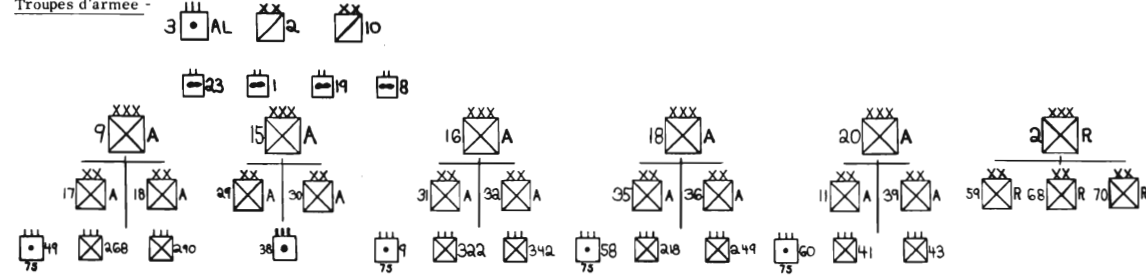 Troupes d'armée -
3 AL 2 10
23 1 19 8
9 A 15 A 16 A 18 A 20 A 2 R
17 A 18 A 29 A 30 A 31 A 32 A 35 A 36 A 11 A 39 A 59 R 68 R 70 R
49 268 290 38 9 322 342 58 218 249 60 41 43
75 75 75 75